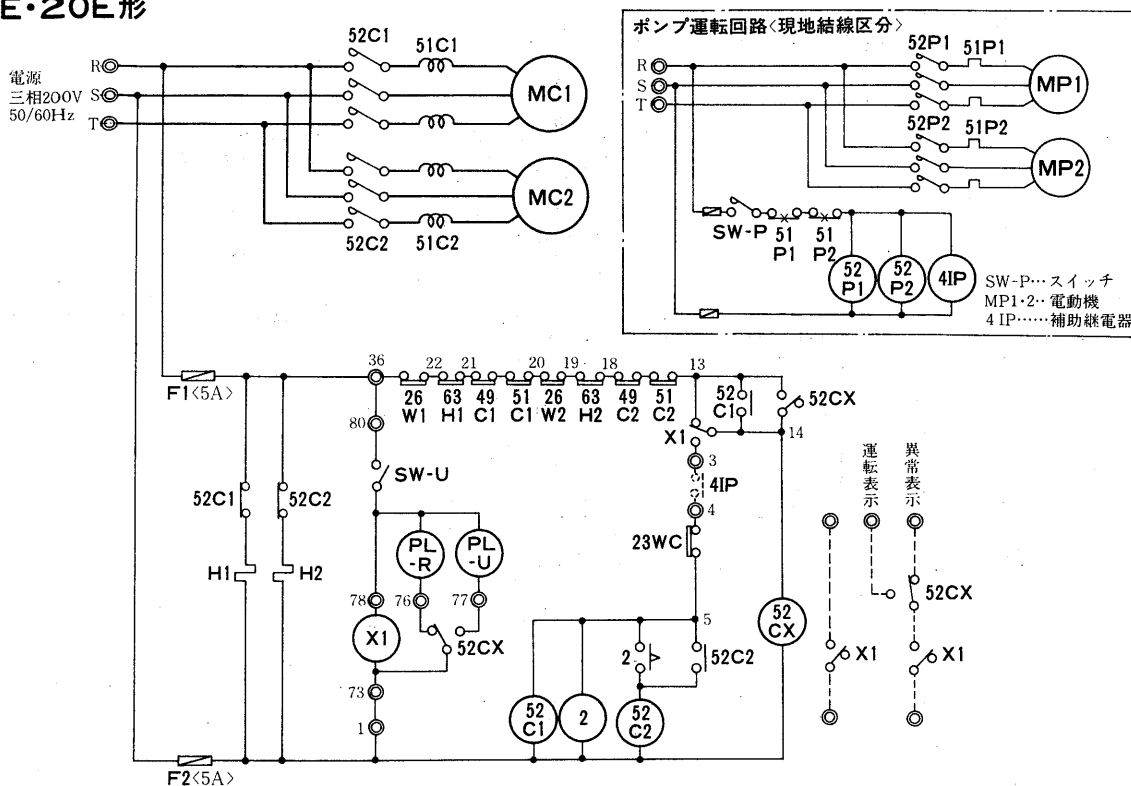 E・20E形
電源
三相200V
50/60Hz
R
S
T
52C1
51C1
MC1
52C2
51C2
MC2
ポンプ運転回路〈現地結線区分〉
R
S
T
52P1
51P1
MP1
52P2
51P2
MP2
SW-P
51
P1
51
P2
52
P1
52
P2
4IP
SW-P…スイッチ
MP1・2‥電動機
4 IP……補助継電器
F1〈5A〉
36
22
21
20
19
18
13
26
W1
63
H1
49
C1
51
C1
26
W2
63
H2
49
C2
51
C2
52
C1
52CX
X1
14
80
SW-U
3
4IP
4
23WC
52C1
52C2
H1
H2
PL
-R
PL
-U
78
76
77
X1
52CX
73
1
5
2
52C2
52
C1
2
52
C2
52
CX
運転表示
異常表示
52CX
X1
X1
F2〈5A〉